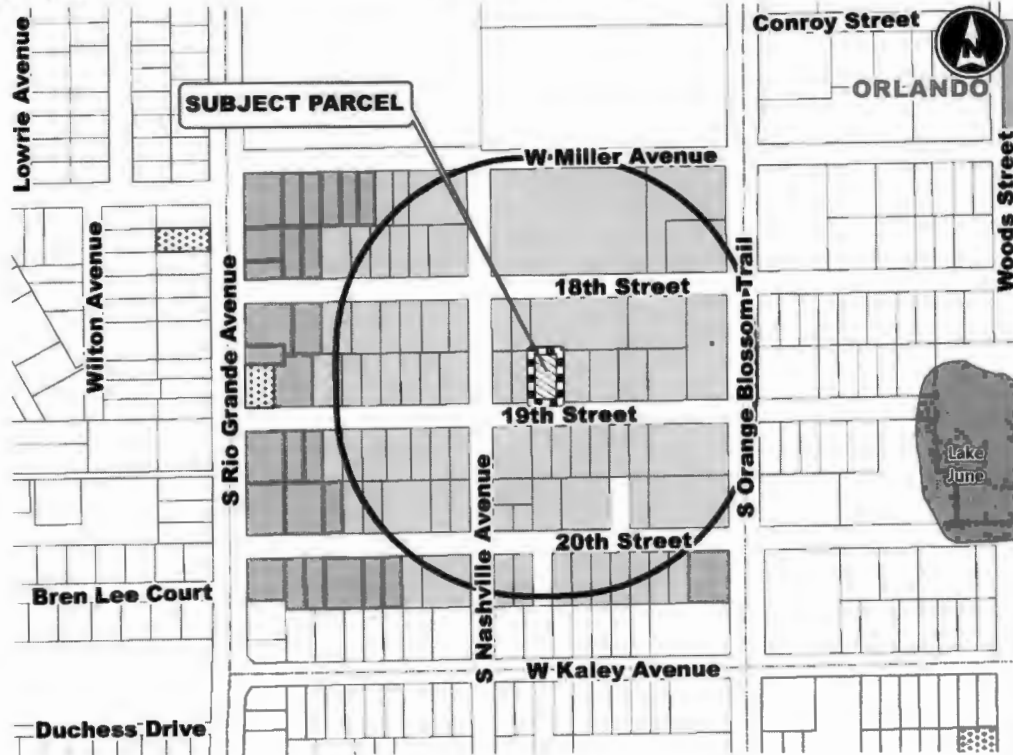 Conroy Street
N
ORLANDO
Lowrie Avenue
SUBJECT PARCEL
W Miller Avenue
Woods Street
Wilton Avenue
S Rio Grande Avenue
18th Street
S Orange Blossom Trail
19th Street
Lake
June
S Nashville Avenue
20th Street
Bren Lee Court
W Kaley Avenue
Duchess Drive